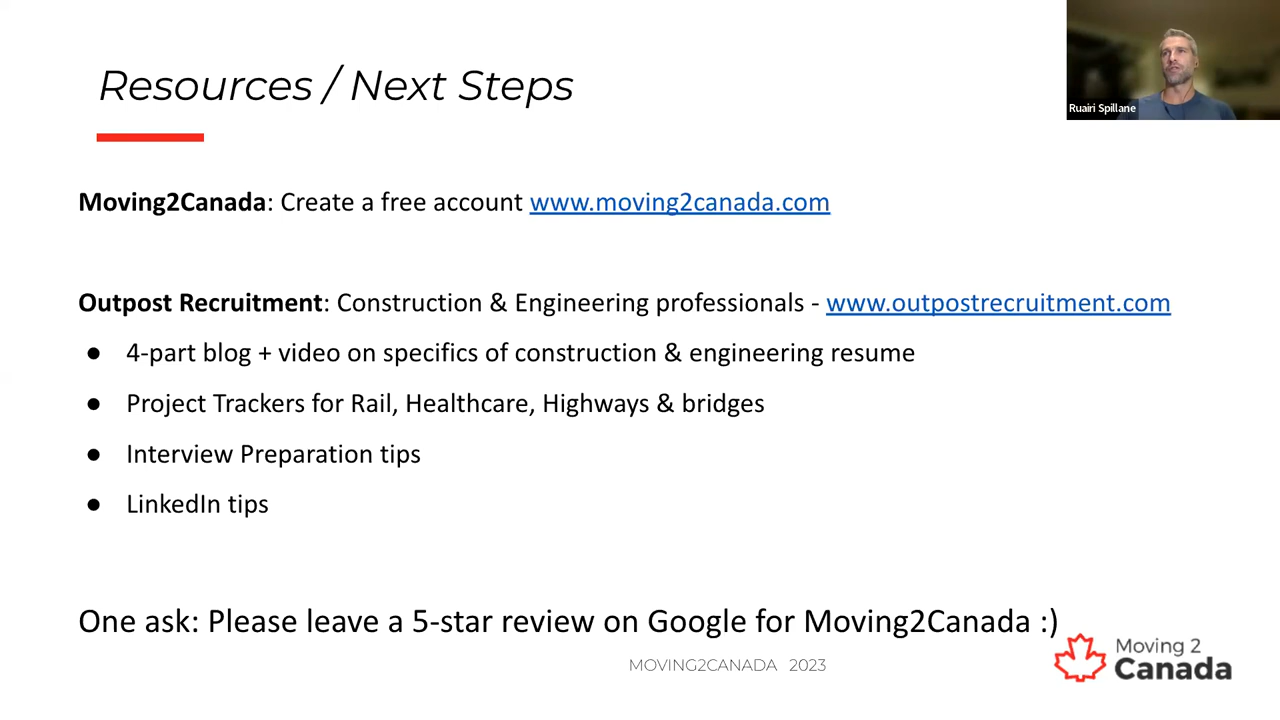 Resources / Next Steps
Ruairi Spillane
Moving2Canada: Create a free account www.moving2canada.com
Outpost Recruitment: Construction & Engineering professionals - www.outpostrecruitment.com
● 4-part blog + video on specifics of construction & engineering resume
● Project Trackers for Rail, Healthcare, Highways & bridges
● Interview Preparation tips
● LinkedIn tips
One ask: Please leave a 5-star review on Google for Moving2Canada :)
MOVING2CANADA 2023
Moving 2
Canada